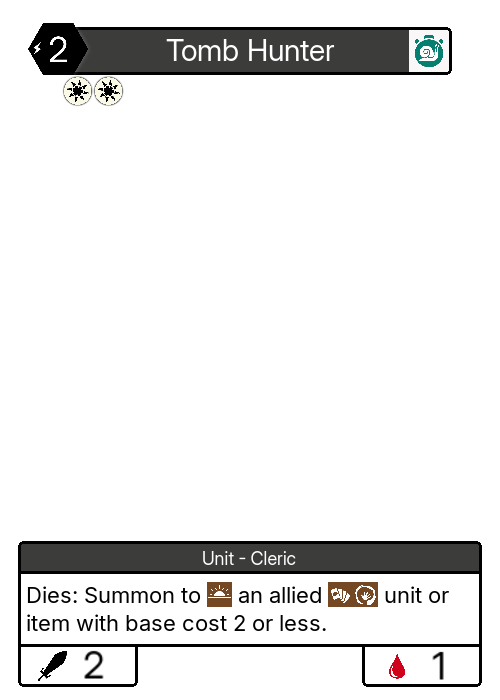 2 Tomb Hunter
Unit - Cleric
Dies: Summon to an allied unit or
item with base cost 2 or less.
2 1